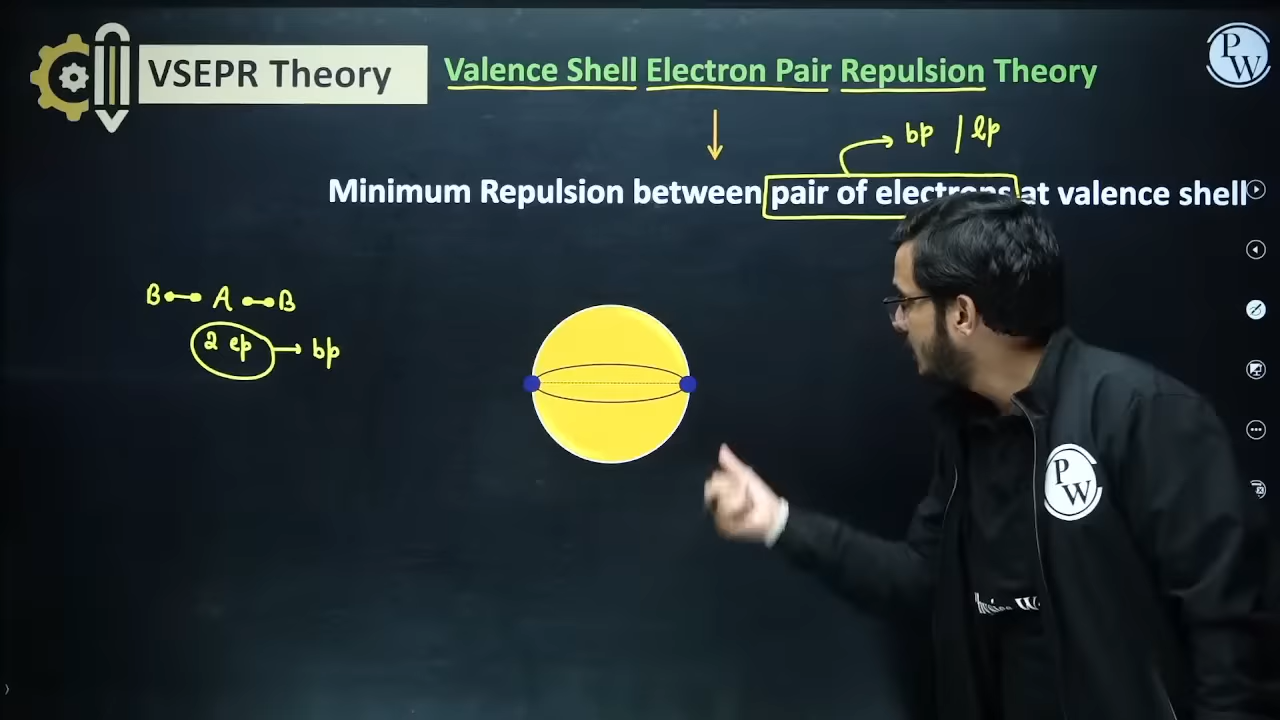 VSEPR Theory
Valence Shell Electron Pair Repulsion Theory
PW
bp / lp
Minimum Repulsion between pair of electrons at valence shell
B A B
2 ep → bp
PW